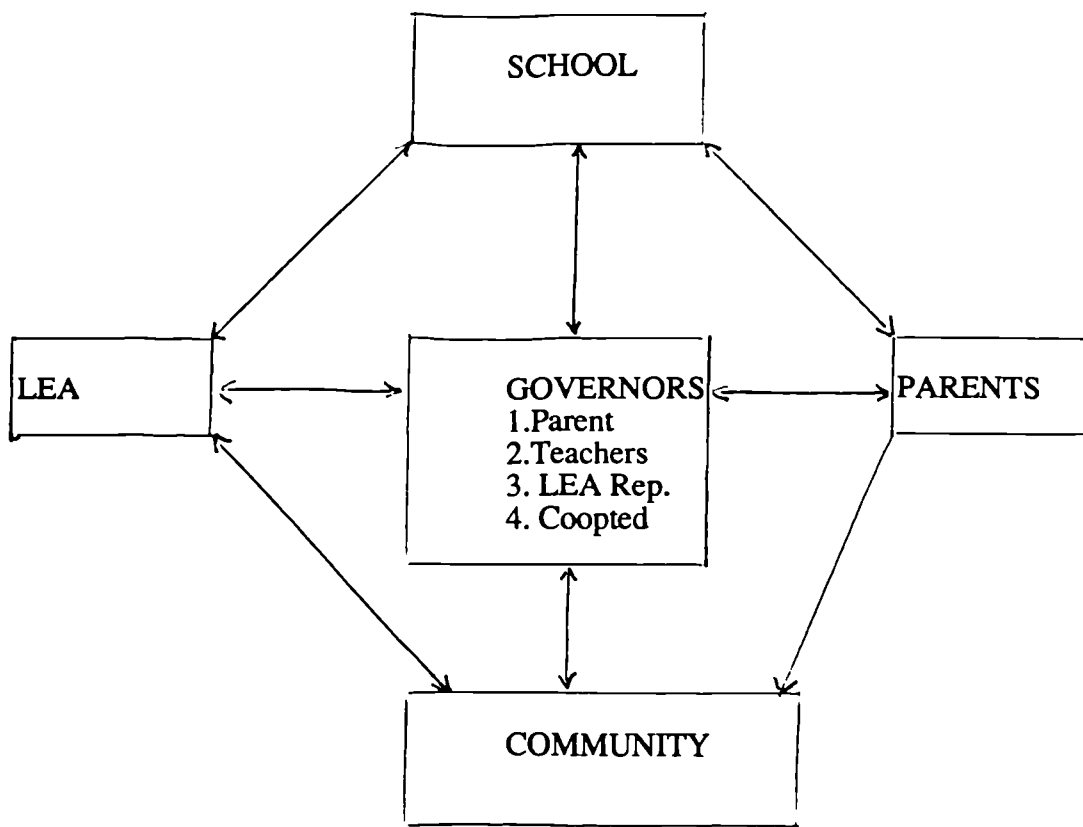 SCHOOL
LEA
GOVERNORS
1.Parent
2.Teachers
3. LEA Rep.
4. Coopted
PARENTS
COMMUNITY